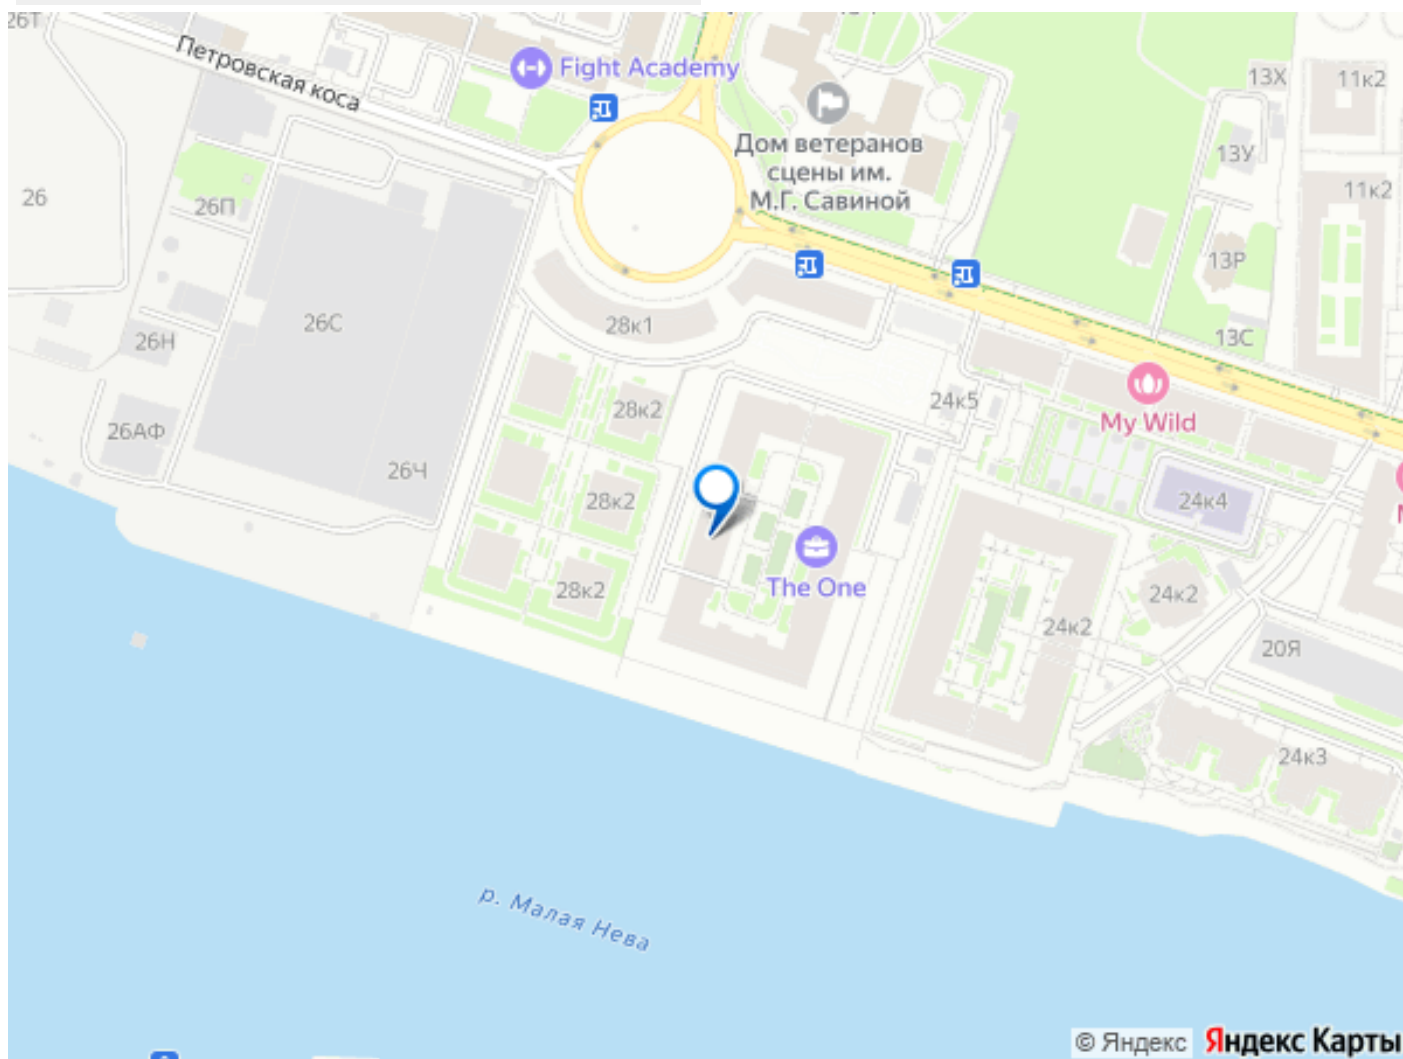 26Т
Петровская коса
Fight Academy
13Х
11к2
Дом ветеранов
сцены им.
М.Г. Савиной
13У
11к2
26
26П
13Р
26С
28к1
13С
26Н
24к5
My Wild
28к2
26АФ
26Ч
28к2
24к4
The One
28к2
24к2
24к2
20Я
24к3
р. Малая Нева
© Яндекс Яндекс Карты